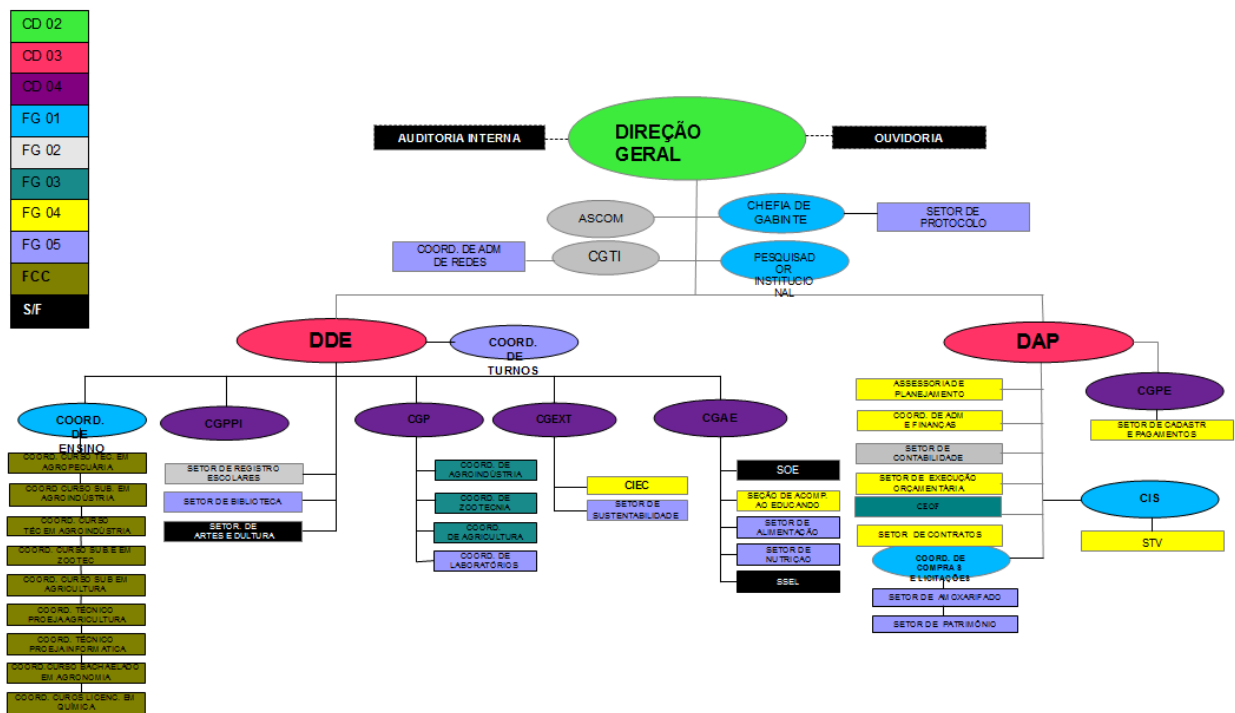 CD 02
CD 03
CD 04
FG 01
FG 02
FG 03
FG 04
FG 05
FCC
S/F
AUDITORIA INTERNA
DIREÇÃO
GERAL
OUVIDORIA
ASCOM
CHEFIA DE
GABINTE
SETOR DE
PROTOCOLO
COORD. DE ADM
DE REDES
CGTI
PESQUISAD
OR
INSTITUCIO
NAL
DDE
COORD.
DE
TURNOS
DAP
COORD.
DE
ENSINO
CGPPI
CGP
CGEXT
CGAE
ASSESSORIA DE
PLANEJAMENTO
COORD. DE ADM
E FINANÇAS
SETOR DE
CONTABILIDADE
SETOR DE EXECUÇÃO
ORÇAMENTÁRIA
CEOF
SETOR DE CONTRATOS
COORD. DE
COMPRAS
E LICITAÇÕES
SETOR DE AMOXARIFADO
SETOR DE PATRIMÔNIO
CGPE
SETOR DE CADASTR
E PAGAMENTOS
CIS
STV
COORD. CURSO TÉC. EM
AGROPECUÁRIA
COORD CURSO SUB. EM
AGROINDÚSTRIA
COORD. CURSO
TÉC EM AGROINDÚSTRIA
COORD. CURSO SUB.E EM
ZOOTEC
COORD. CURSO SUB EM
AGRICULTURA
COORD. TÉCNICO
PROEJA AGRICULTURA
COORD. TÉCNICO
PROEJA INFORMATICA
COORD.CURSO BACHAELADO
EM AGRONOMIA
COORD. CUROS LICENC. EM
QUÍMICA
SETOR DE REGISTRO
ESCOLARES
SETOR DE BIBLIOTECA
SETOR. DE
ARTES E DULTURA
COORD. DE
AGROINDÚSTRIA
COORD. DE
ZOOTECNIA
COORD.
DE AGRICULTURA
COORD. DE
LABORATÓRIOS
CIEC
SETOR DE
SUSTENTABILIDADE
SOE
SEÇÃO DE ACOMP.
AO EDUCANDO
SETOR DE
ALIMENTAÇÃO
SETOR DE
NUTRIÇAO
SSEL